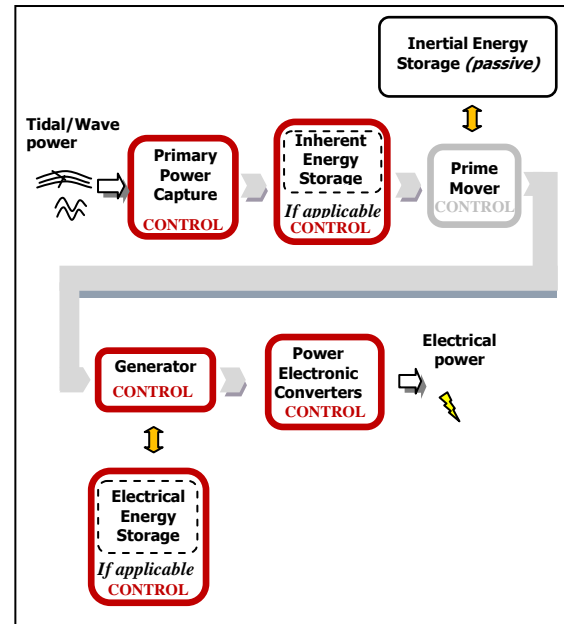 Inertial Energy
Storage (passive)
Tidal/Wave
power
Primary
Power
Capture
CONTROL
Inherent
Energy
Storage
If applicable
CONTROL
Prime
Mover
CONTROL
Generator
CONTROL
Power
Electronic
Converters
CONTROL
Electrical
power
Electrical
Energy
Storage
If applicable
CONTROL